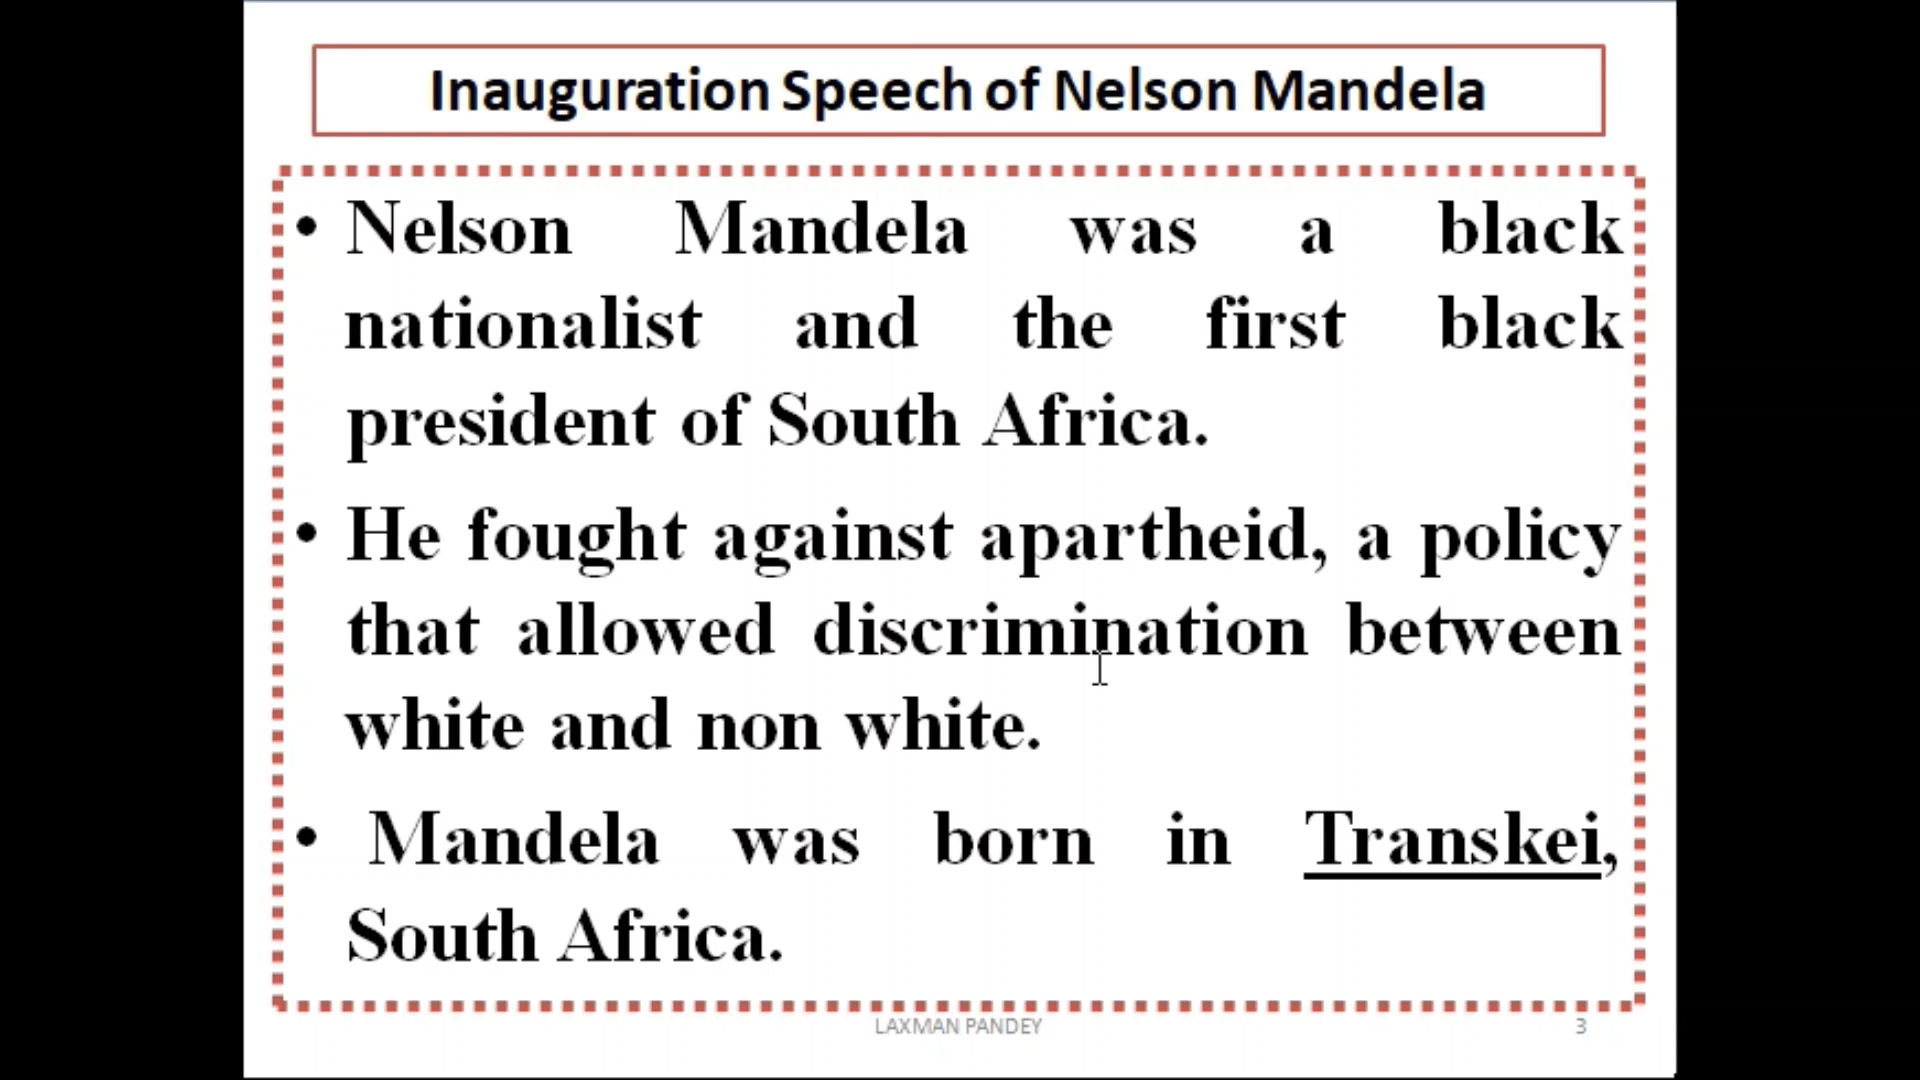 Inauguration Speech of Nelson Mandela
• Nelson Mandela was a black
nationalist and the first black
president of South Africa.
• He fought against apartheid, a policy
that allowed discrimination between
white and non white.
• Mandela was born in Transkei,
South Africa.
LAXMAN PANDEY 3